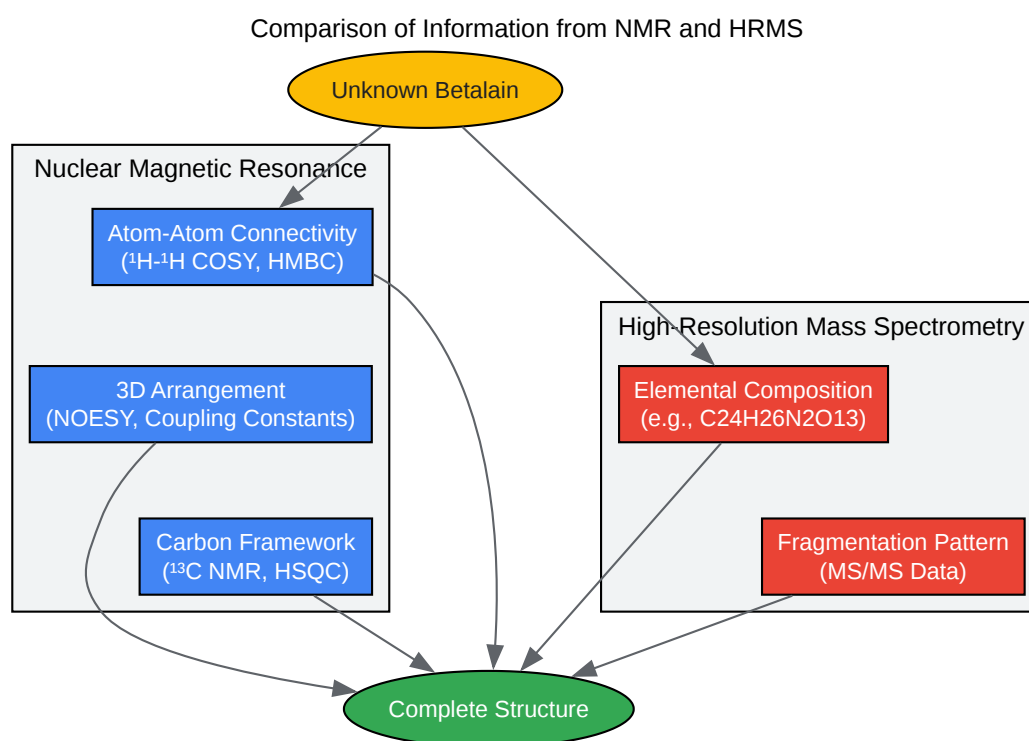 Comparison of Information from NMR and HRMS
Unknown Betalain
Nuclear Magnetic Resonance
Atom-Atom Connectivity
(¹H-¹H COSY, HMBC)
High-Resolution Mass Spectrometry
3D Arrangement
(NOESY, Coupling Constants)
Elemental Composition
(e.g., C24H26N2O13)
Carbon Framework
(¹³C NMR, HSQC)
Fragmentation Pattern
(MS/MS Data)
Complete Structure